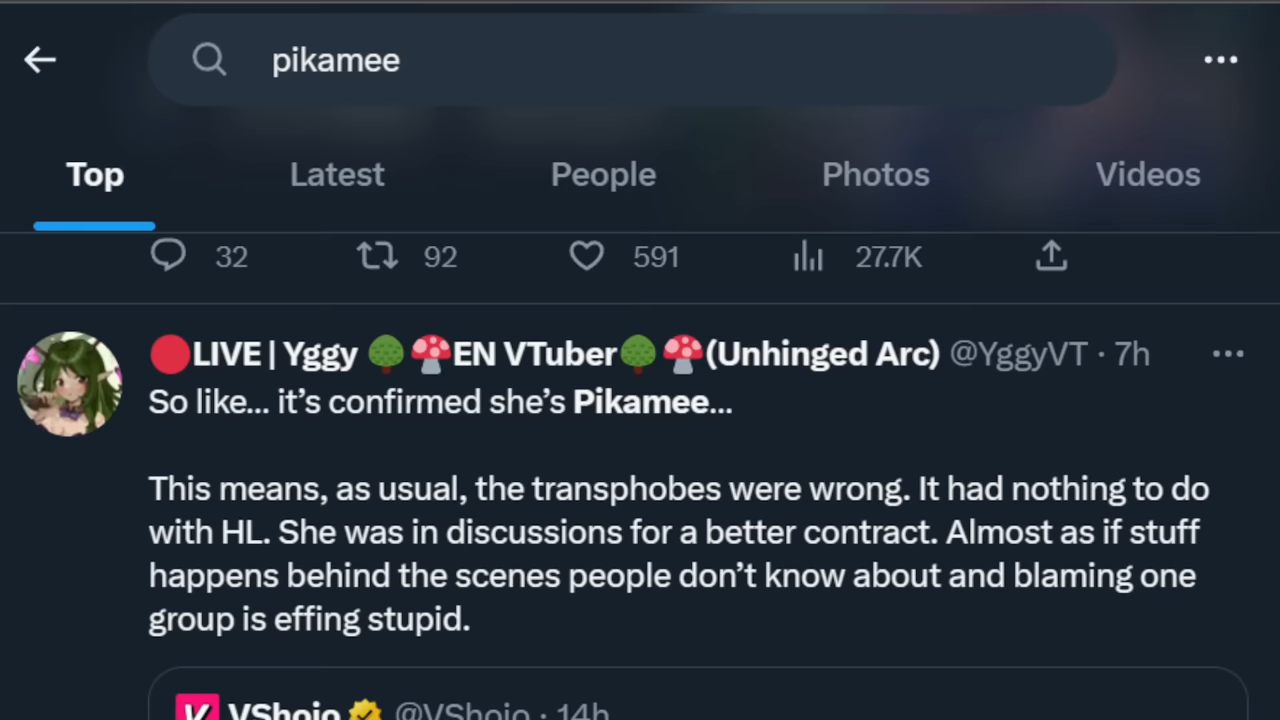 pikamee
Top Latest People Photos Videos
32 92 591 27.7K
LIVE | Yggy EN VTuber (Unhinged Arc) @YggyVT · 7h
So like... it’s confirmed she’s Pikamee...
This means, as usual, the transphobes were wrong. It had nothing to do
with HL. She was in discussions for a better contract. Almost as if stuff
happens behind the scenes people don’t know about and blaming one
group is effing stupid.
VShojo @VShojo · 14h